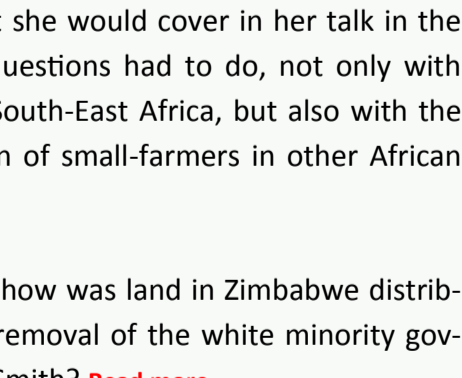 she would cover in her talk in the
questions had to do, not only with
South-East Africa, but also with the
of small-farmers in other African
how was land in Zimbabwe distrib-
removal of the white minority gov-
Smith? Read more